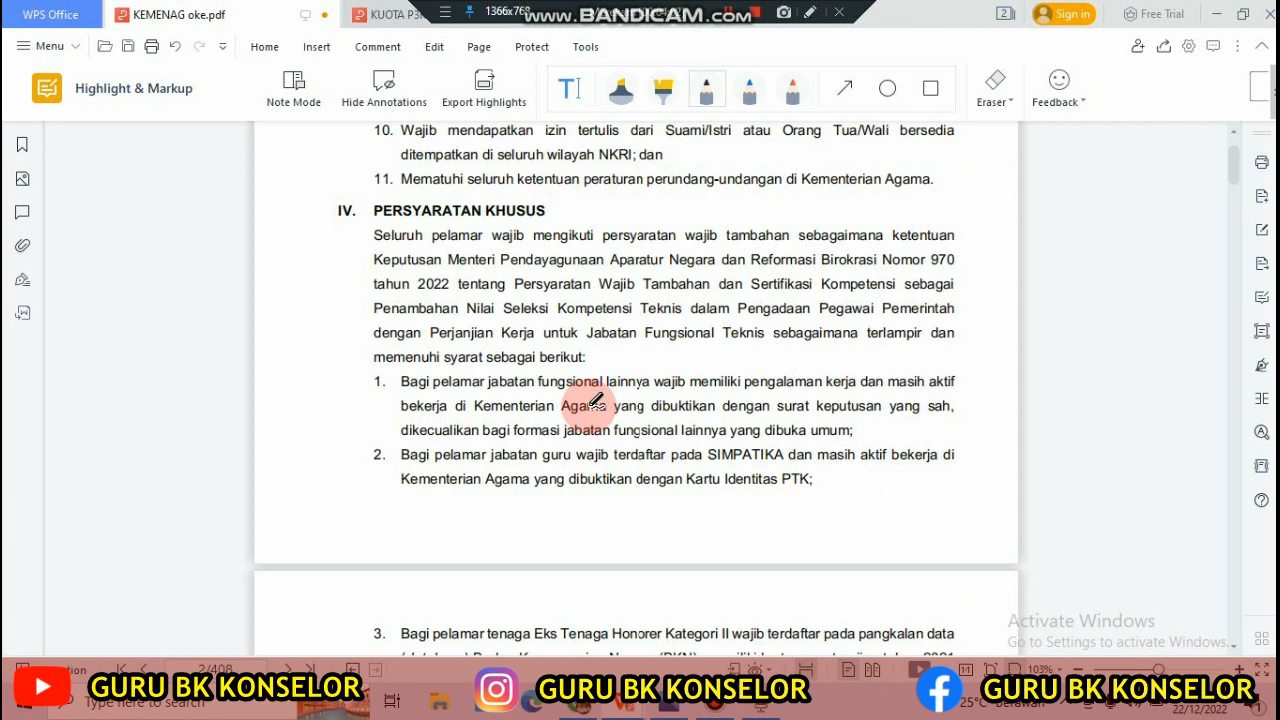 WPS Office
KEMENAG oke.pdf
KUOTA P3
1366x768
www.BANDICAM.com
2
Sign in
Free Trial
Menu
Home
Insert
Comment
Edit
Page
Protect
Tools
Highlight & Markup
Note Mode
Hide Annotations
Export Highlights
Eraser
Feedback
10. Wajib mendapatkan izin tertulis dari Suami/Istri atau Orang Tua/Wali bersedia
ditempatkan di seluruh wilayah NKRI; dan
11. Mematuhi seluruh ketentuan peraturan perundang-undangan di Kementerian Agama.
IV. PERSYARATAN KHUSUS
Seluruh pelamar wajib mengikuti persyaratan wajib tambahan sebagaimana ketentuan
Keputusan Menteri Pendayagunaan Aparatur Negara dan Reformasi Birokrasi Nomor 970
tahun 2022 tentang Persyaratan Wajib Tambahan dan Sertifikasi Kompetensi sebagai
Penambahan Nilai Seleksi Kompetensi Teknis dalam Pengadaan Pegawai Pemerintah
dengan Perjanjian Kerja untuk Jabatan Fungsional Teknis sebagaimana terlampir dan
memenuhi syarat sebagai berikut:
1. Bagi pelamar jabatan fungsional lainnya wajib memiliki pengalaman kerja dan masih aktif
bekerja di Kementerian Agama yang dibuktikan dengan surat keputusan yang sah,
dikecualikan bagi formasi jabatan fungsional lainnya yang dibuka umum;
2. Bagi pelamar jabatan guru wajib terdaftar pada SIMPATIKA dan masih aktif bekerja di
Kementerian Agama yang dibuktikan dengan Kartu Identitas PTK;
3. Bagi pelamar tenaga Eks Tenaga Honorer Kategori II wajib terdaftar pada pangkalan data
Activate Windows
Go to Settings to activate Windows.
2/408
103%
GURU BK KONSELOR
GURU BK KONSELOR
GURU BK KONSELOR
25°C Berawan
22/12/2022